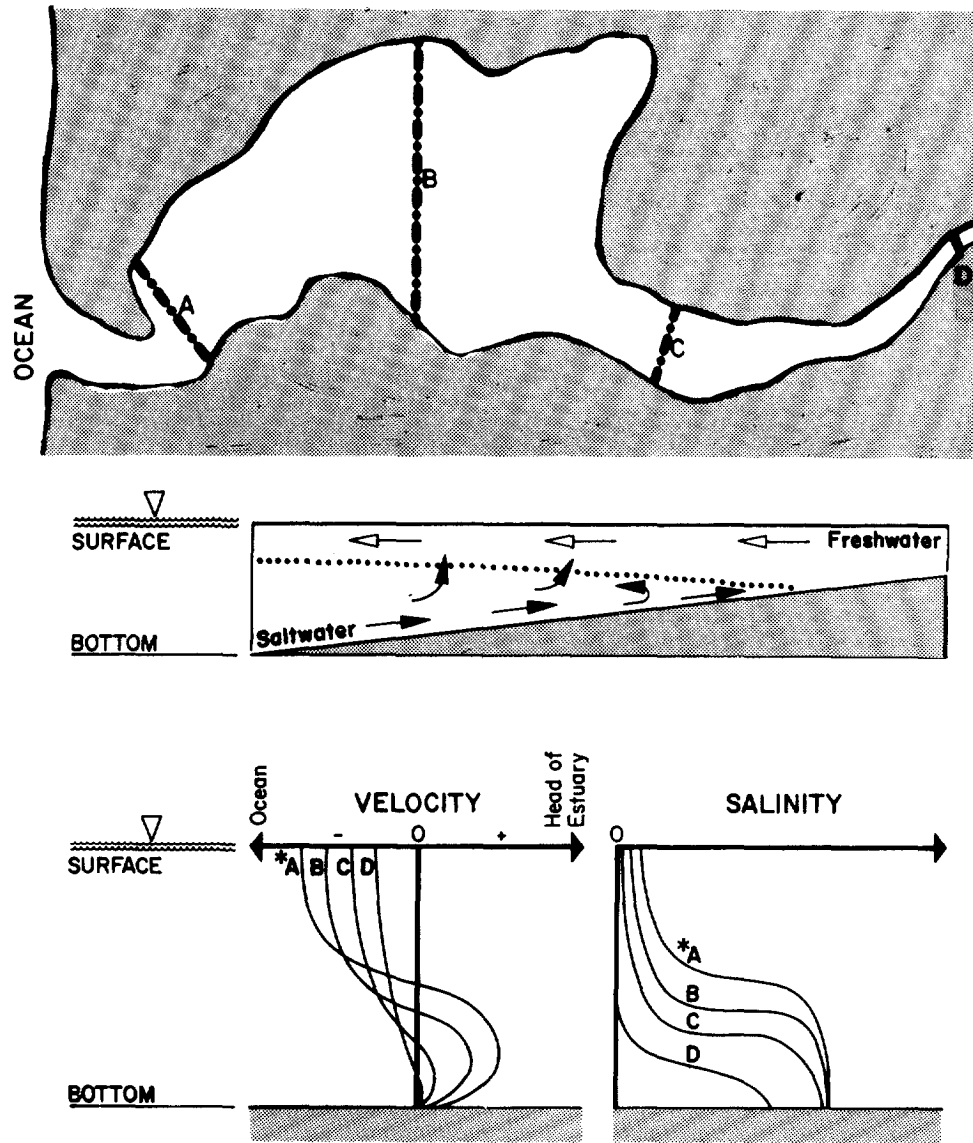 OCEAN
A
B
C
D
SURFACE
Freshwater
Saltwater
BOTTOM
Ocean
VELOCITY
Head of
Estuary
SALINITY
- 0 +
0
SURFACE
*A B C D
*A
B
C
D
BOTTOM